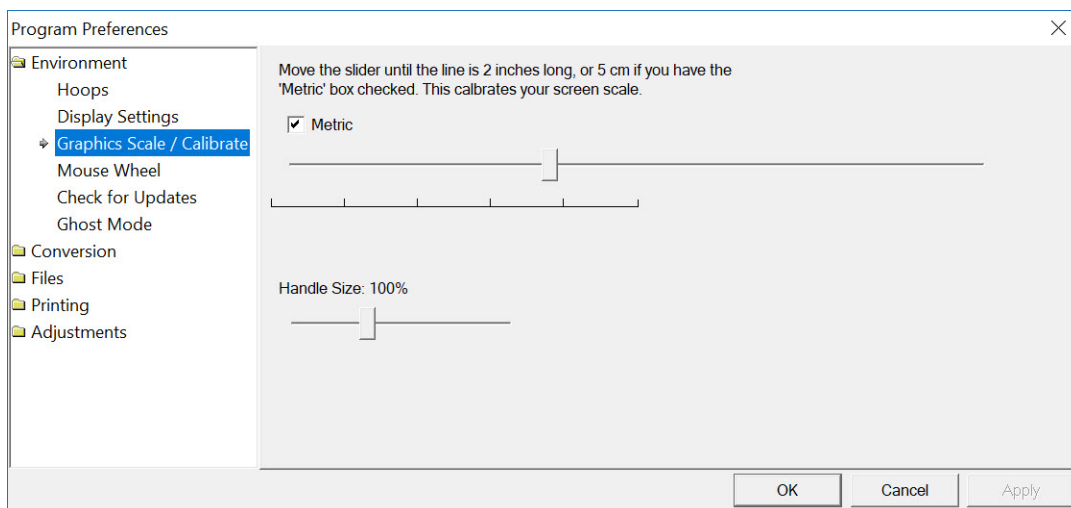 Program Preferences
Environment
Hoops
Display Settings
Graphics Scale / Calibrate
Mouse Wheel
Check for Updates
Ghost Mode
Conversion
Files
Printing
Adjustments
Move the slider until the line is 2 inches long, or 5 cm if you have the
'Metric' box checked. This calbrates your screen scale.
Metric
Handle Size: 100%
OK
Cancel
Apply